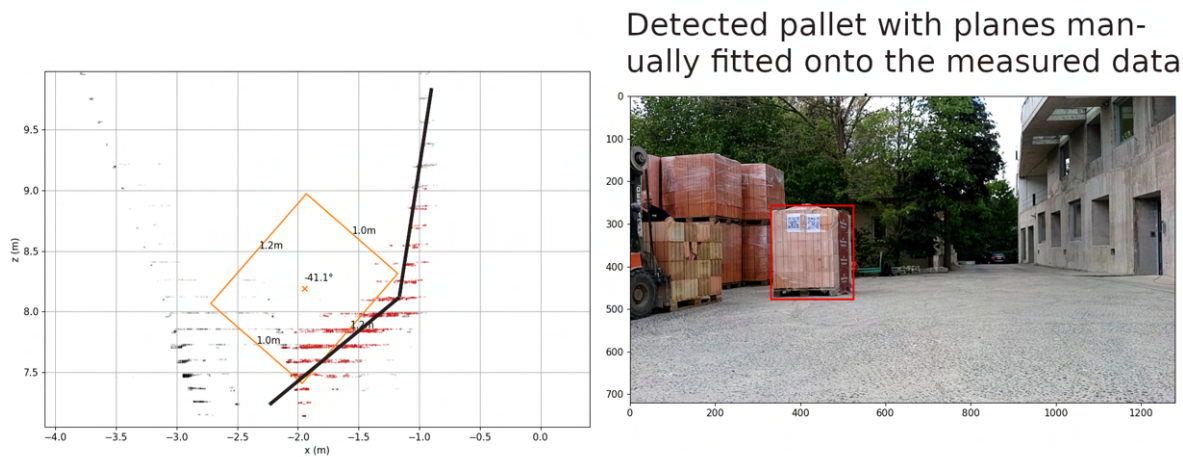 Detected pallet with planes man-
ually fitted onto the measured data
9.5
9.0
8.5
8.0
7.5
z (m)
1.2m
1.0m
-41.1°
1.2m
1.0m
−4.0 −3.5 −3.0 −2.5 −2.0 −1.5 −1.0 −0.5 0.0
x (m)
0
100
200
300
400
500
600
700
0 200 400 600 800 1000 1200